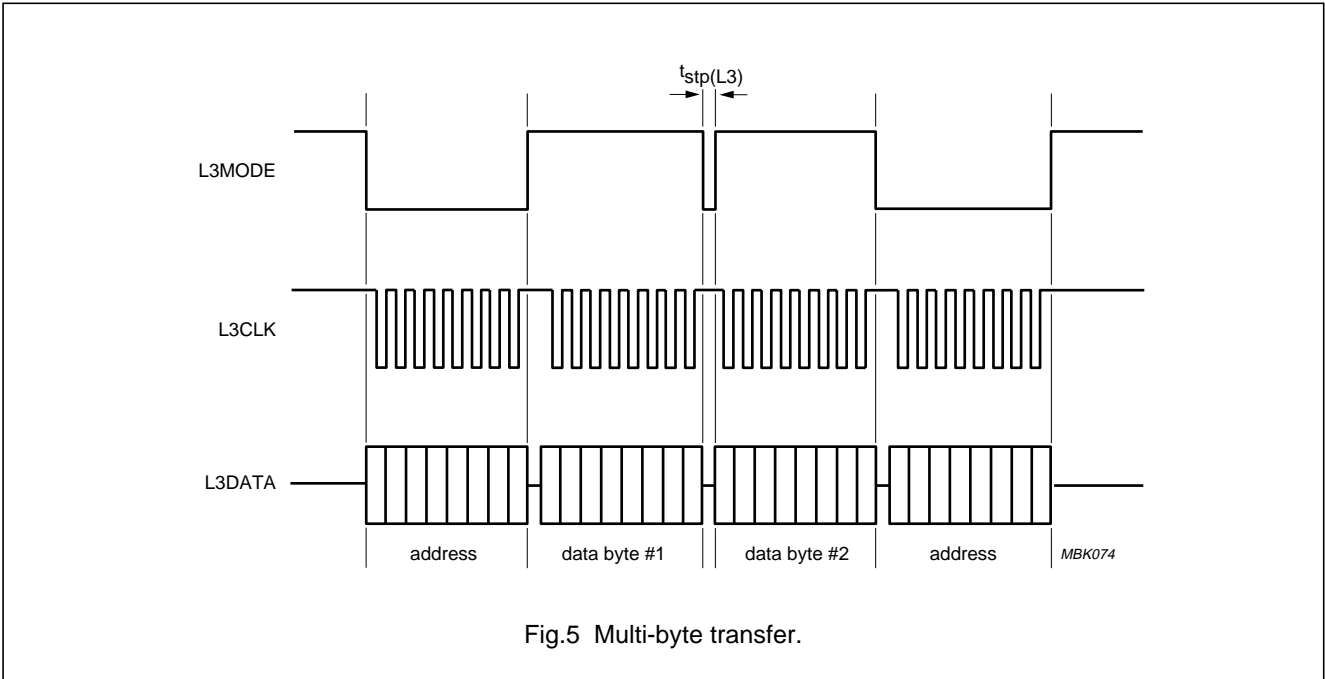 tstp(L3)
L3MODE
L3CLK
L3DATA
address
data byte #1
data byte #2
address
MBK074
Fig.5 Multi-byte transfer.